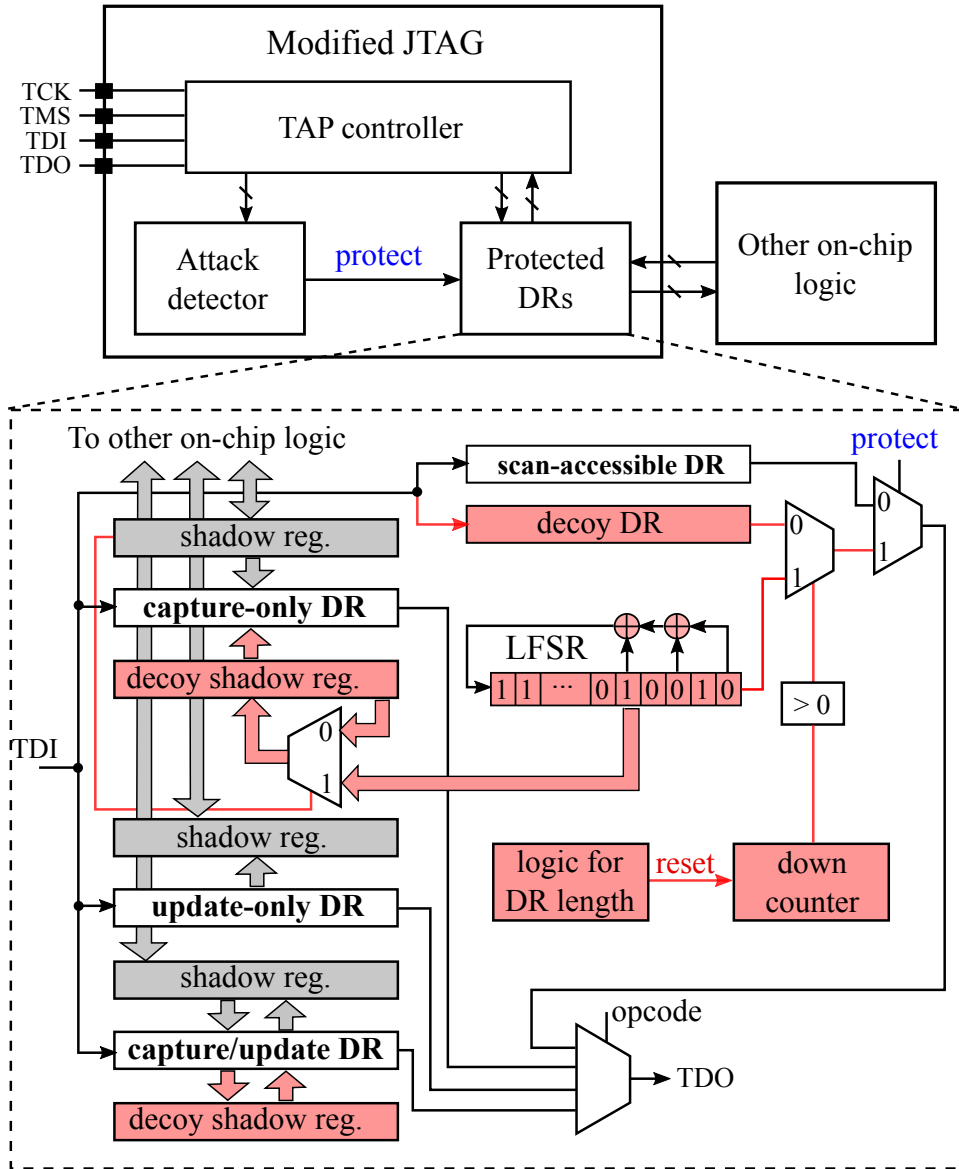 Modified JTAG
TCK
TMS
TDI
TDO
TAP controller
Attack
detector
protect
Protected
DRs
Other on-chip
logic
To other on-chip logic
protect
scan-accessible DR
0
1
decoy DR
0
1
shadow reg.
capture-only DR
LFSR
decoy shadow reg.
1 1 ... 0 1 0 0 1 0
> 0
0
1
TDI
shadow reg.
logic for
DR length
reset
down
counter
update-only DR
shadow reg.
opcode
capture/update DR
TDO
decoy shadow reg.